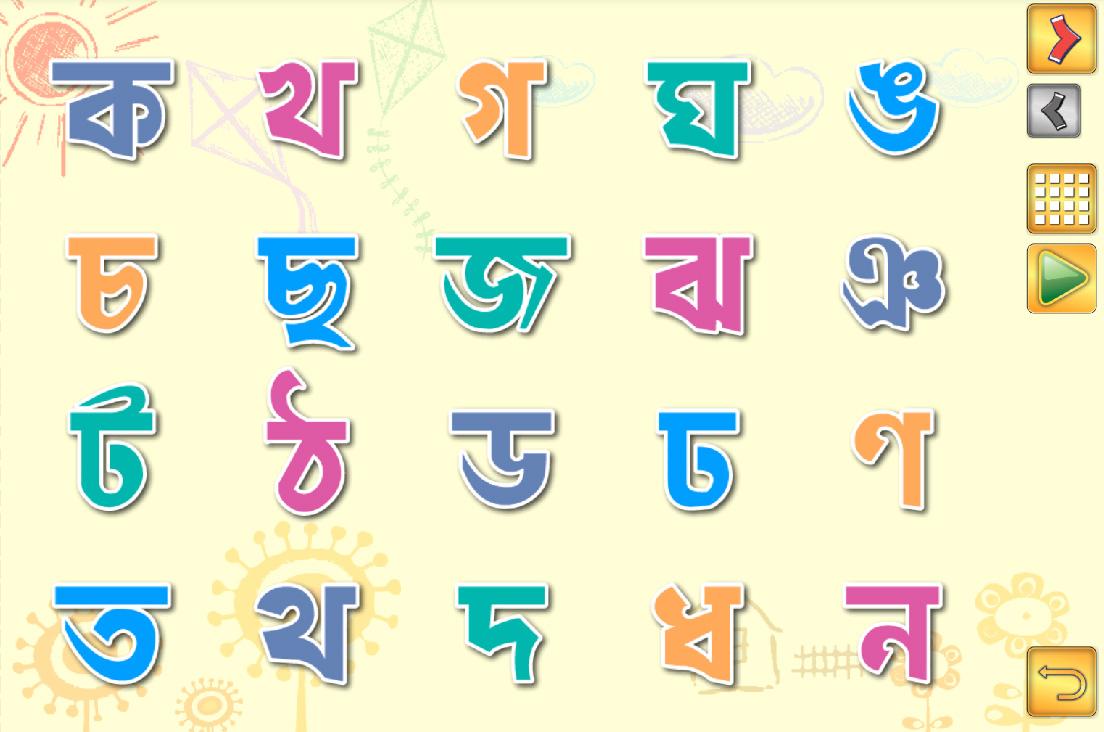 ক খ গ ঘ ঙ
চ ছ জ ঝ ঞ
ট ঠ ড ঢ ণ
ত থ দ ধ ন